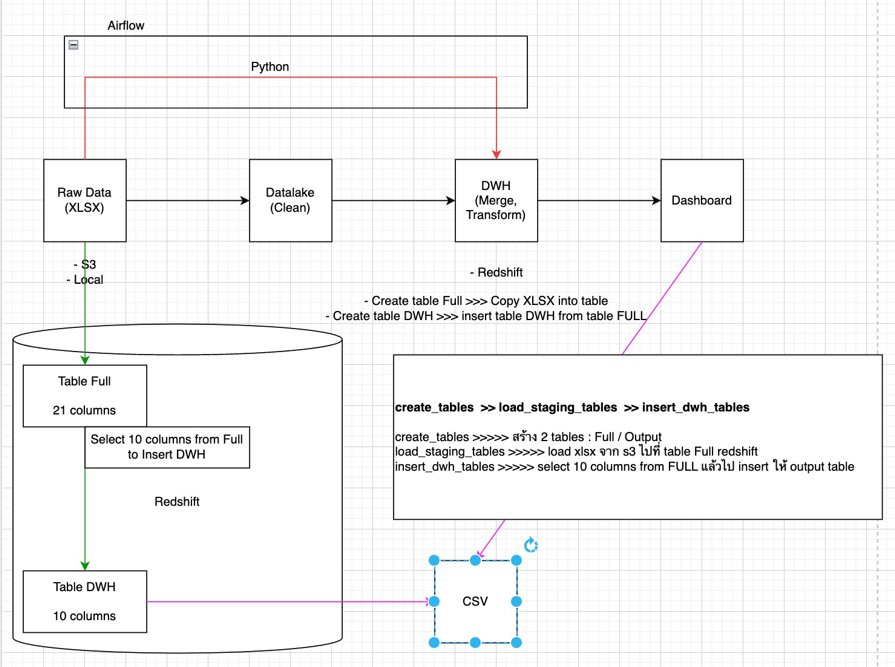 Airflow
Python
Raw Data
(XLSX)
Datalake
(Clean)
DWH
(Merge,
Transform)
Dashboard
- S3
- Local
- Redshift
- Create table Full >>> Copy XLSX into table
- Create table DWH >>> insert table DWH from table FULL
Table Full
21 columns
Select 10 columns from Full
to Insert DWH
Redshift
Table DWH
10 columns
create_tables >> load_staging_tables >> insert_dwh_tables
create_tables >>>>> สร้าง 2 tables : Full / Output
load_staging_tables >>>>> load xlsx จาก s3 ไปที่ table Full redshift
insert_dwh_tables >>>>> select 10 columns from FULL แล้วไป insert ให้ output table
CSV